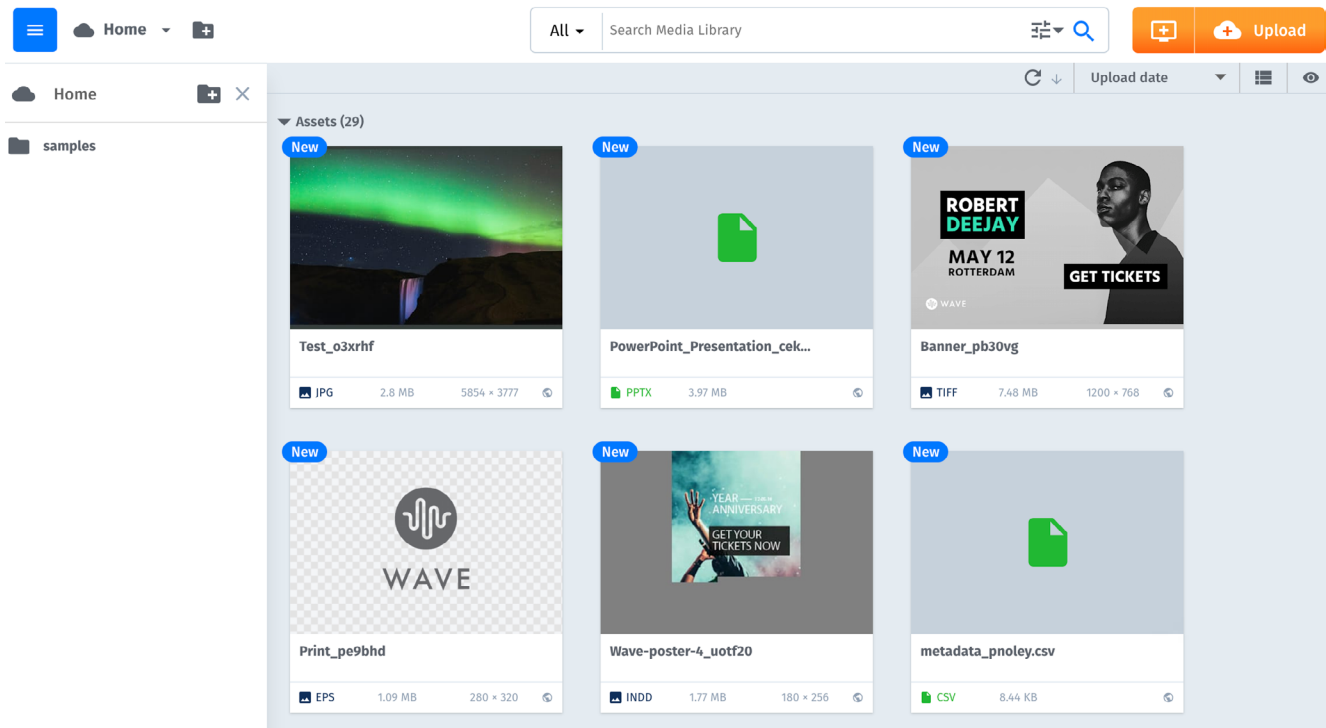 Home
All
Search Media Library
Upload
Home
Upload date
samples
Assets (29)
New
New
New
ROBERT
DEEJAY
MAY 12
ROTTERDAM
GET TICKETS
WAVE
Test_o3xrhf
PowerPoint_Presentation_cek...
Banner_pb30vg
JPG 2.8 MB 5854 × 3777
PPTX 3.97 MB
TIFF 7.48 MB 1200 × 768
New
New
New
WAVE
YEAR
ANNIVERSARY
GET YOUR
TICKETS NOW
Print_pe9bhd
Wave-poster-4_uotf20
metadata_pnoley.csv
EPS 1.09 MB 280 × 320
INDD 1.77 MB 180 × 256
CSV 8.44 KB